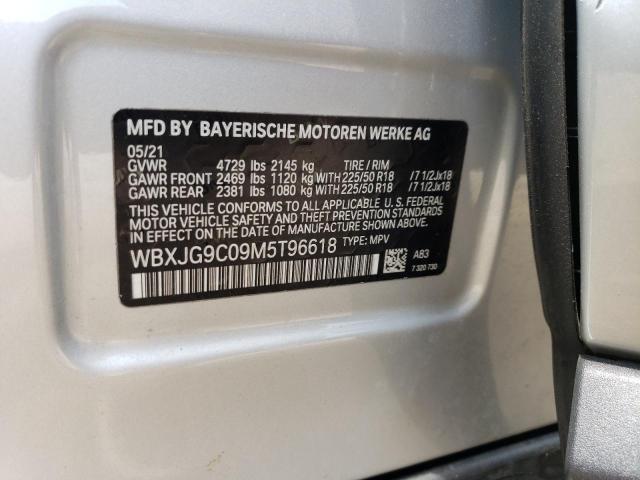 MFD BY BAYERISCHE MOTOREN WERKE AG
05/21
GVWR 4729 lbs 2145 kg TIRE / RIM
GAWR FRONT 2469 lbs 1120 kg WITH 225/50 R18 /7 1/2Jx18
GAWR REAR 2381 lbs 1080 kg WITH 225/50 R18 /7 1/2Jx18
THIS VEHICLE CONFORMS TO ALL APPLICABLE U. S. FEDERAL
MOTOR VEHICLE SAFETY, BUMPER, AND THEFT PREVENTION STANDARDS
IN EFFECT ON THE DATE OF MANUFACTURE SHOWN ABOVE.
WBXJG9C09M5T96618 TYPE: MPV
A83
7 320 730